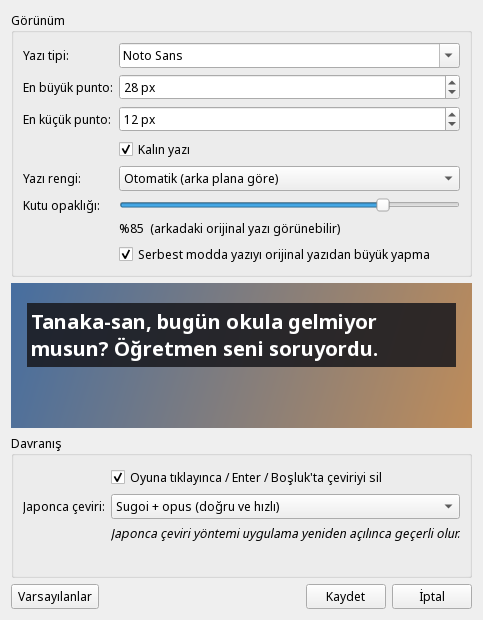 Görünüm
Yazı tipi:
Noto Sans
En büyük punto:
28 px
En küçük punto:
12 px
Kalın yazı
Yazı rengi:
Otomatik (arka plana göre)
Kutu opaklığı:
%85 (arkadaki orijinal yazı görünebilir)
Serbest modda yazıyı orijinal yazıdan büyük yapma
Tanaka-san, bugün okula gelmiyor
musun? Öğretmen seni soruyordu.
Davranış
Oyuna tıklayınca / Enter / Boşluk'ta çeviriyi sil
Japonca çeviri:
Sugoi + opus (doğru ve hızlı)
Japonca çeviri yöntemi uygulama yeniden açılınca geçerli olur.
Varsayılanlar
Kaydet
İptal